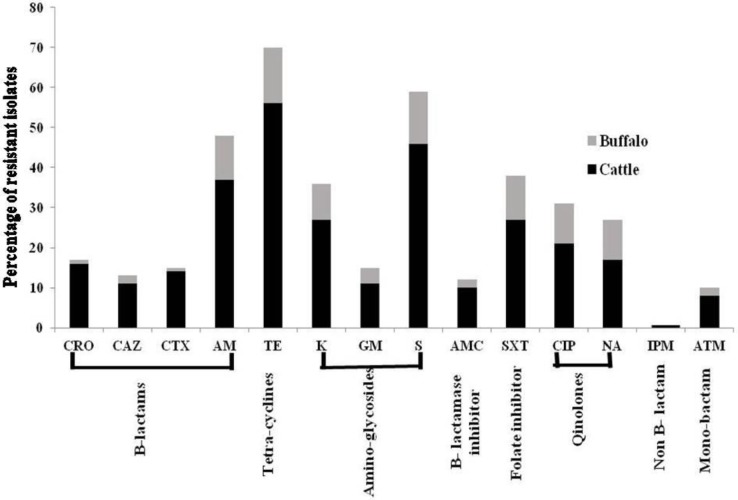 Percentage of resistant isolates
80
70
60
50
40
30
20
10
0
Buffalo
Cattle
CRO CAZ CTX AM TE K GM S AMC SXT CIP NA IPM ATM
B-lactams
Tetra-cyclines
Amino-glycosides
B- lactamase
inhibitor
Folate inhibitor
Qinolones
Non B- lactam
Mono-bactam